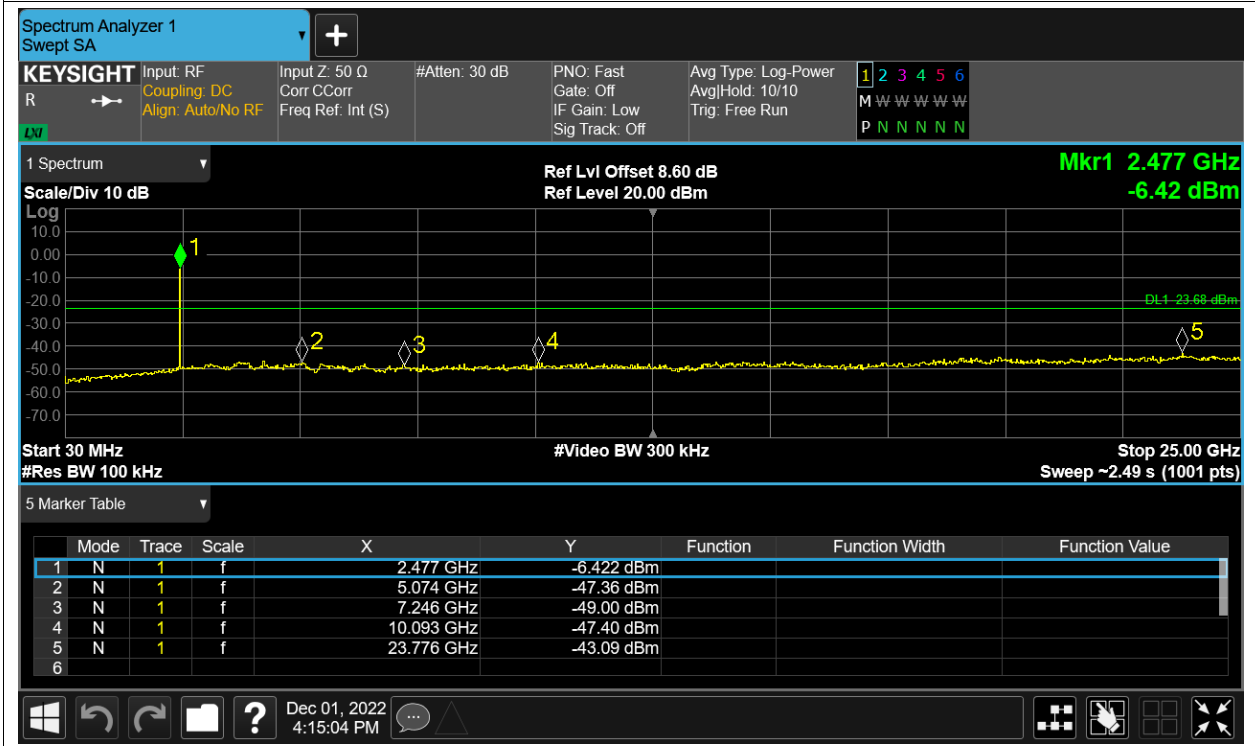 Spectrum Analyzer 1
Swept SA
+
KEYSIGHT
R
LXI
Input: RF
Coupling: DC
Align: Auto/No RF
Input Z: 50 Ω
Corr CCorr
Freq Ref: Int (S)
#Atten: 30 dB
PNO: Fast
Gate: Off
IF Gain: Low
Sig Track: Off
Avg Type: Log-Power
Avg|Hold: 10/10
Trig: Free Run
1 2 3 4 5 6
M W W W W W
P N N N N N
1 Spectrum
Scale/Div 10 dB
Ref Lvl Offset 8.60 dB
Ref Level 20.00 dBm
Mkr1 2.477 GHz
-6.42 dBm
Log
10.0
0.00
-10.0
-20.0
-30.0
-40.0
-50.0
-60.0
-70.0
1
2
3
4
5
DL1 -23.68 dBm
Start 30 MHz
#Video BW 300 kHz
Stop 25.00 GHz
#Res BW 100 kHz
Sweep ~2.49 s (1001 pts)
5 Marker Table
Mode Trace Scale X Y Function Function Width Function Value
1 N 1 f 2.477 GHz -6.422 dBm
2 N 1 f 5.074 GHz -47.36 dBm
3 N 1 f 7.246 GHz -49.00 dBm
4 N 1 f 10.093 GHz -47.40 dBm
5 N 1 f 23.776 GHz -43.09 dBm
6
?
Dec 01, 2022
4:15:04 PM